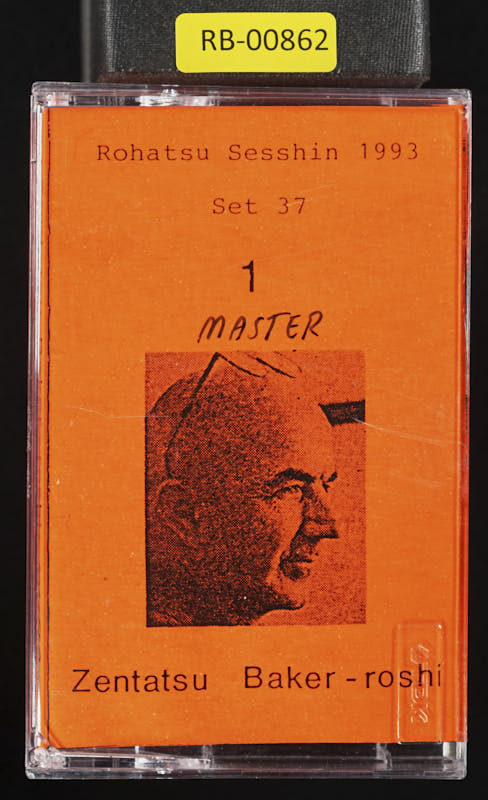 RB-00862
Rohatsu Sesshin 1993
Set 37
1
MASTER
Zentatsu Baker-roshi